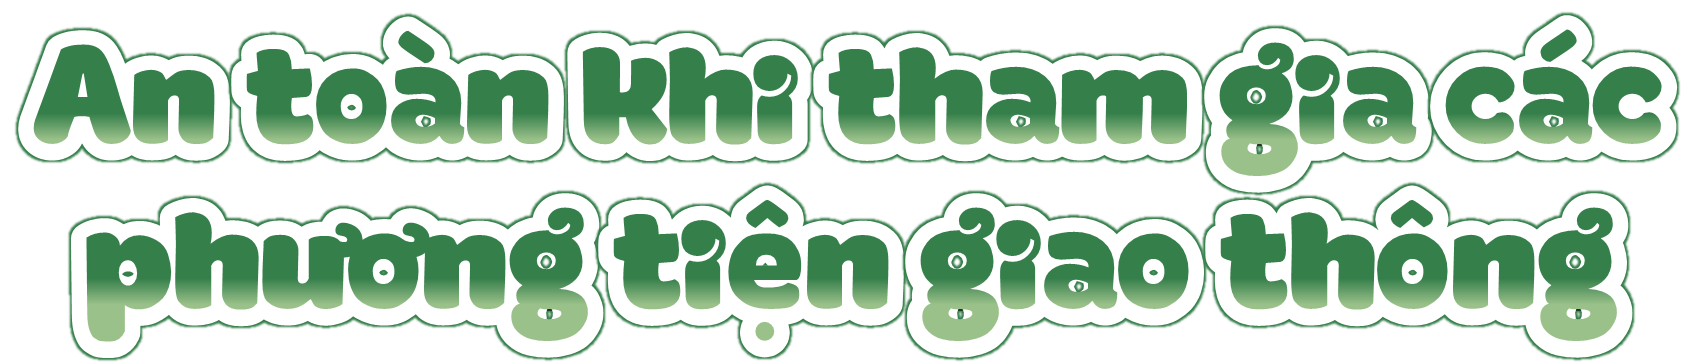 An toàn khi tham gia các
phương tiện giao thông